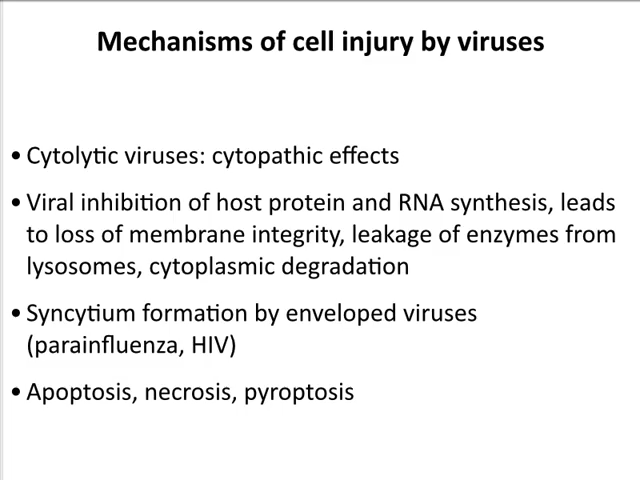 Mechanisms of cell injury by viruses
• Cytolytic viruses: cytopathic effects
• Viral inhibition of host protein and RNA synthesis, leads
to loss of membrane integrity, leakage of enzymes from
lysosomes, cytoplasmic degradation
• Syncytium formation by enveloped viruses
(parainfluenza, HIV)
• Apoptosis, necrosis, pyroptosis